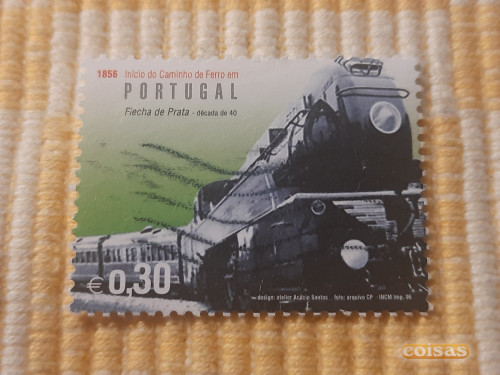 1856 Início do Caminho de Ferro em
PORTUGAL
Flecha de Prata - década de 40
€ 0,30
design: atelier Acácio Santos foto: arquivo CP INCM imp. 06
coisas